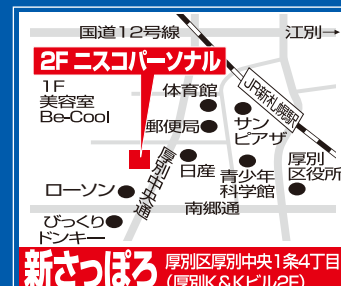 国道12号線
江別→
2F ニスコパーソナル
1F
美容室
Be-Cool
体育館
JR新札幌駅
郵便局
サン
ピアザ
厚別中央通
日産
青少年
科学館
厚別
区役所
ローソン
南郷通
びっくり
ドンキー
新さっぽろ
厚別区厚別中央1条4丁目
(厚別K&Kビル2F)